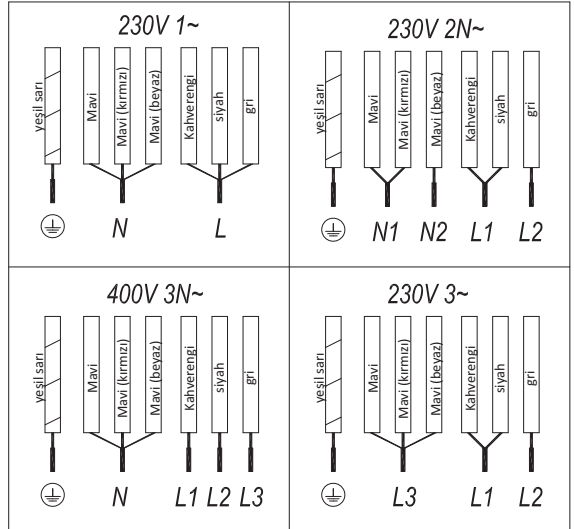 230V 1~
yeşil sarı
Mavi
Mavi (kırmızı)
Mavi (beyaz)
Kahverengi
siyah
gri
N
L
230V 2N~
yeşil sarı
Mavi
Mavi (kırmızı)
Mavi (beyaz)
Kahverengi
siyah
gri
N1 N2 L1 L2
400V 3N~
yeşil sarı
Mavi
Mavi (kırmızı)
Mavi (beyaz)
Kahverengi
siyah
gri
N L1 L2 L3
230V 3~
yeşil sarı
Mavi
Mavi (kırmızı)
Mavi (beyaz)
Kahverengi
siyah
gri
L3 L1 L2